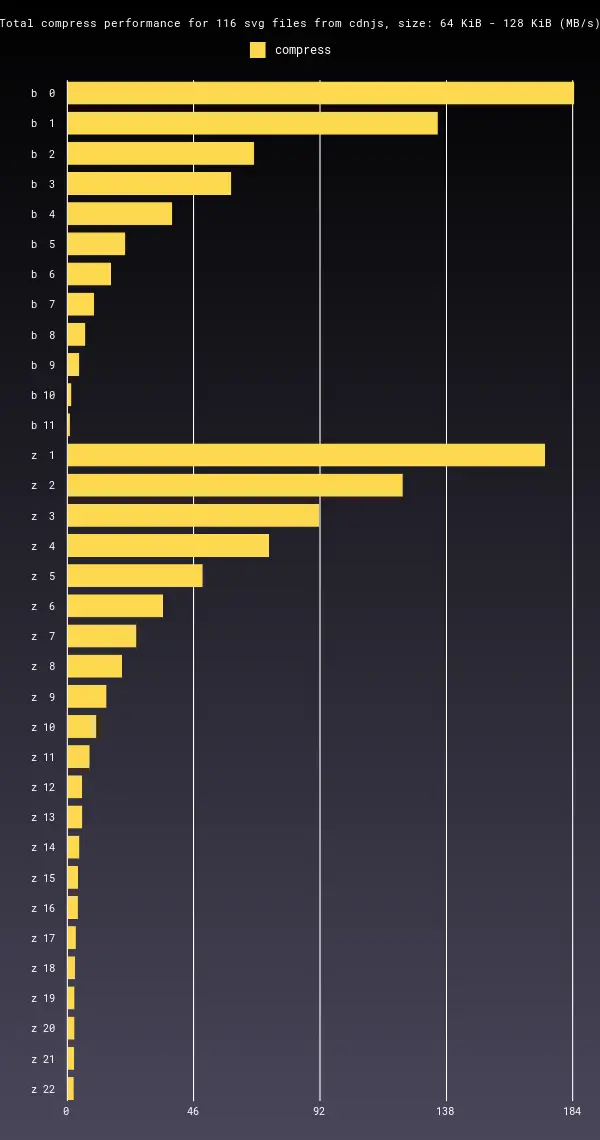 Total compress performance for 116 svg files from cdnjs, size: 64 KiB - 128 KiB (MB/s)
compress
b 0
b 1
b 2
b 3
b 4
b 5
b 6
b 7
b 8
b 9
b 10
b 11
z 1
z 2
z 3
z 4
z 5
z 6
z 7
z 8
z 9
z 10
z 11
z 12
z 13
z 14
z 15
z 16
z 17
z 18
z 19
z 20
z 21
z 22
0 46 92 138 184